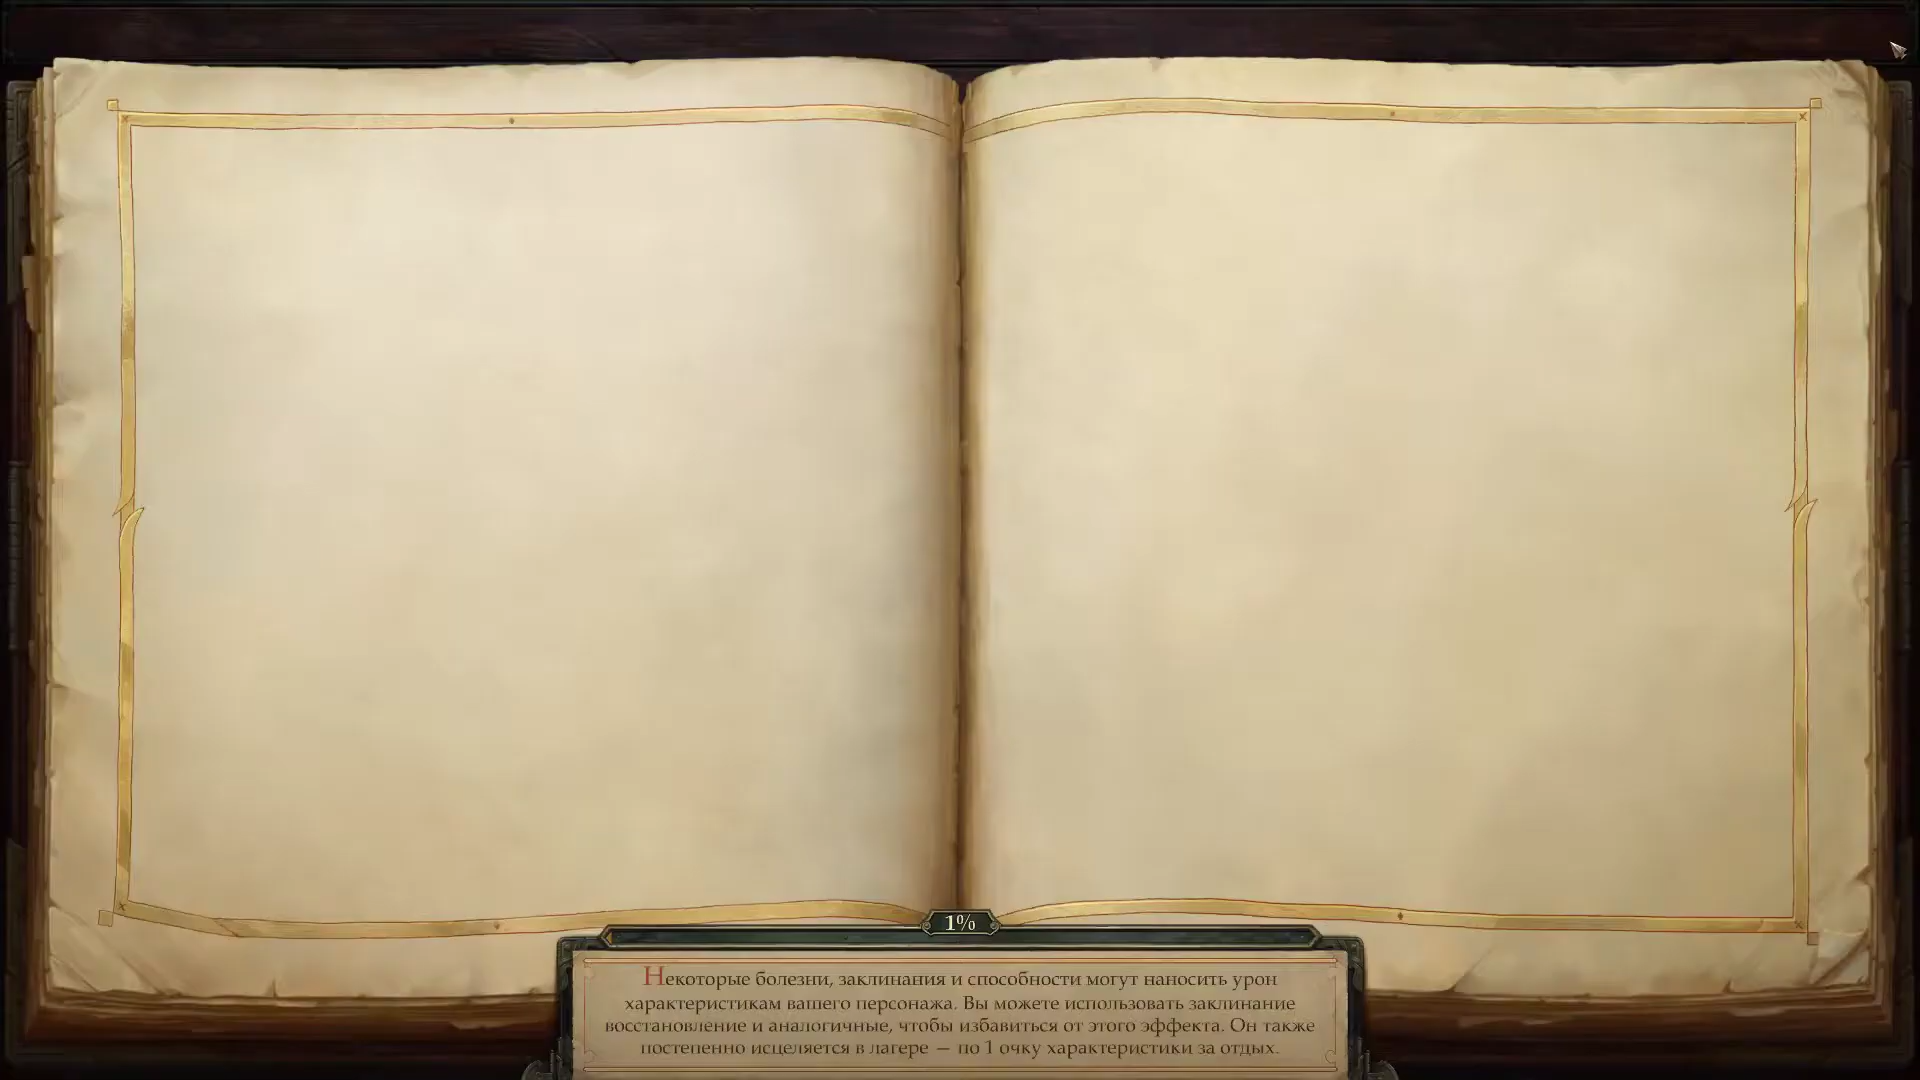 1%
Некоторые болезни, заклинания и способности могут наносить урон
характеристикам вашего персонажа. Вы можете использовать заклинание
восстановление и аналогичные, чтобы избавиться от этого эффекта. Он также
постепенно исцеляется в лагере — по 1 очку характеристики за отдых.